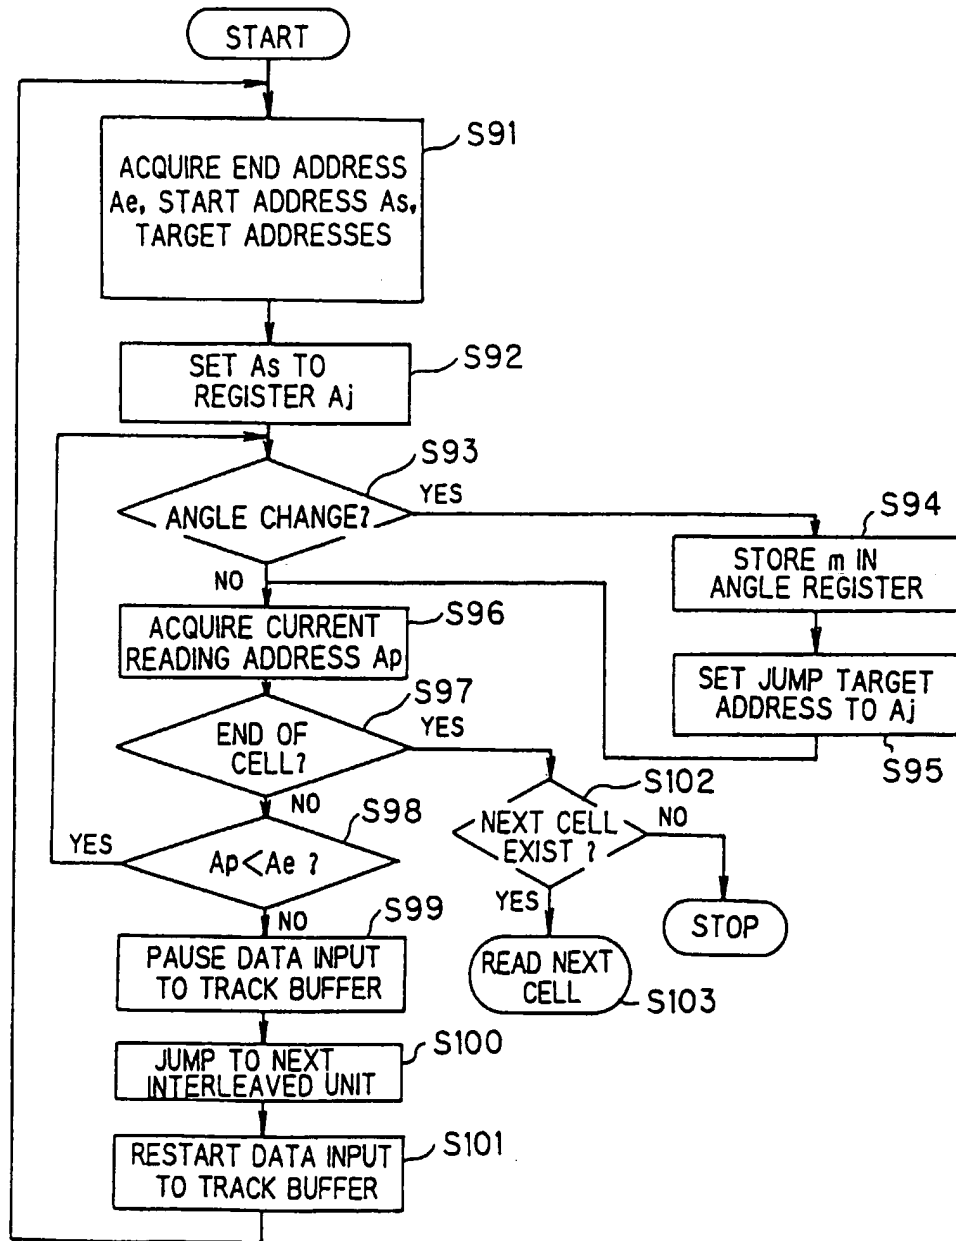 START
S91
ACQUIRE END ADDRESS
Ae, START ADDRESS As,
TARGET ADDRESSES
S92
SET As TO
REGISTER Aj
S93
ANGLE CHANGE?
YES
NO
S94
STORE m IN
ANGLE REGISTER
SET JUMP TARGET
ADDRESS TO Aj
S95
S96
ACQUIRE CURRENT
READING ADDRESS Ap
S97
END OF
CELL?
YES
NO
S98
Ap<Ae ?
YES
NO
S102
NEXT CELL
EXIST ?
NO
YES
STOP
READ NEXT
CELL
S103
S99
PAUSE DATA INPUT
TO TRACK BUFFER
S100
JUMP TO NEXT
INTERLEAVED UNIT
S101
RESTART DATA INPUT
TO TRACK BUFFER